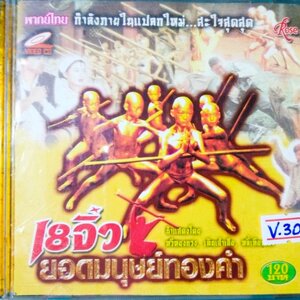 พากย์ไทย
กำลังภายในแปลกใหม่...สะใจสุดสุด
VIDEO CD
Rose
18จิ๋ว
ยอดมนุษย์ทองคำ
V.30
120